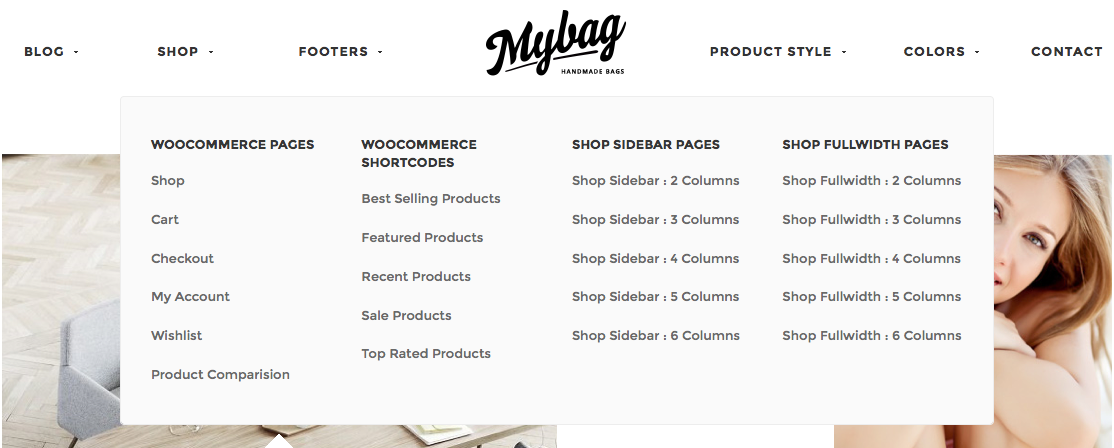 BLOG
SHOP
FOOTERS
Mybag
HANDMADE BAGS
PRODUCT STYLE
COLORS
CONTACT
WOOCOMMERCE PAGES
Shop
Cart
Checkout
My Account
Wishlist
Product Comparision
WOOCOMMERCE
SHORTCODES
Best Selling Products
Featured Products
Recent Products
Sale Products
Top Rated Products
SHOP SIDEBAR PAGES
Shop Sidebar : 2 Columns
Shop Sidebar : 3 Columns
Shop Sidebar : 4 Columns
Shop Sidebar : 5 Columns
Shop Sidebar : 6 Columns
SHOP FULLWIDTH PAGES
Shop Fullwidth : 2 Columns
Shop Fullwidth : 3 Columns
Shop Fullwidth : 4 Columns
Shop Fullwidth : 5 Columns
Shop Fullwidth : 6 Columns